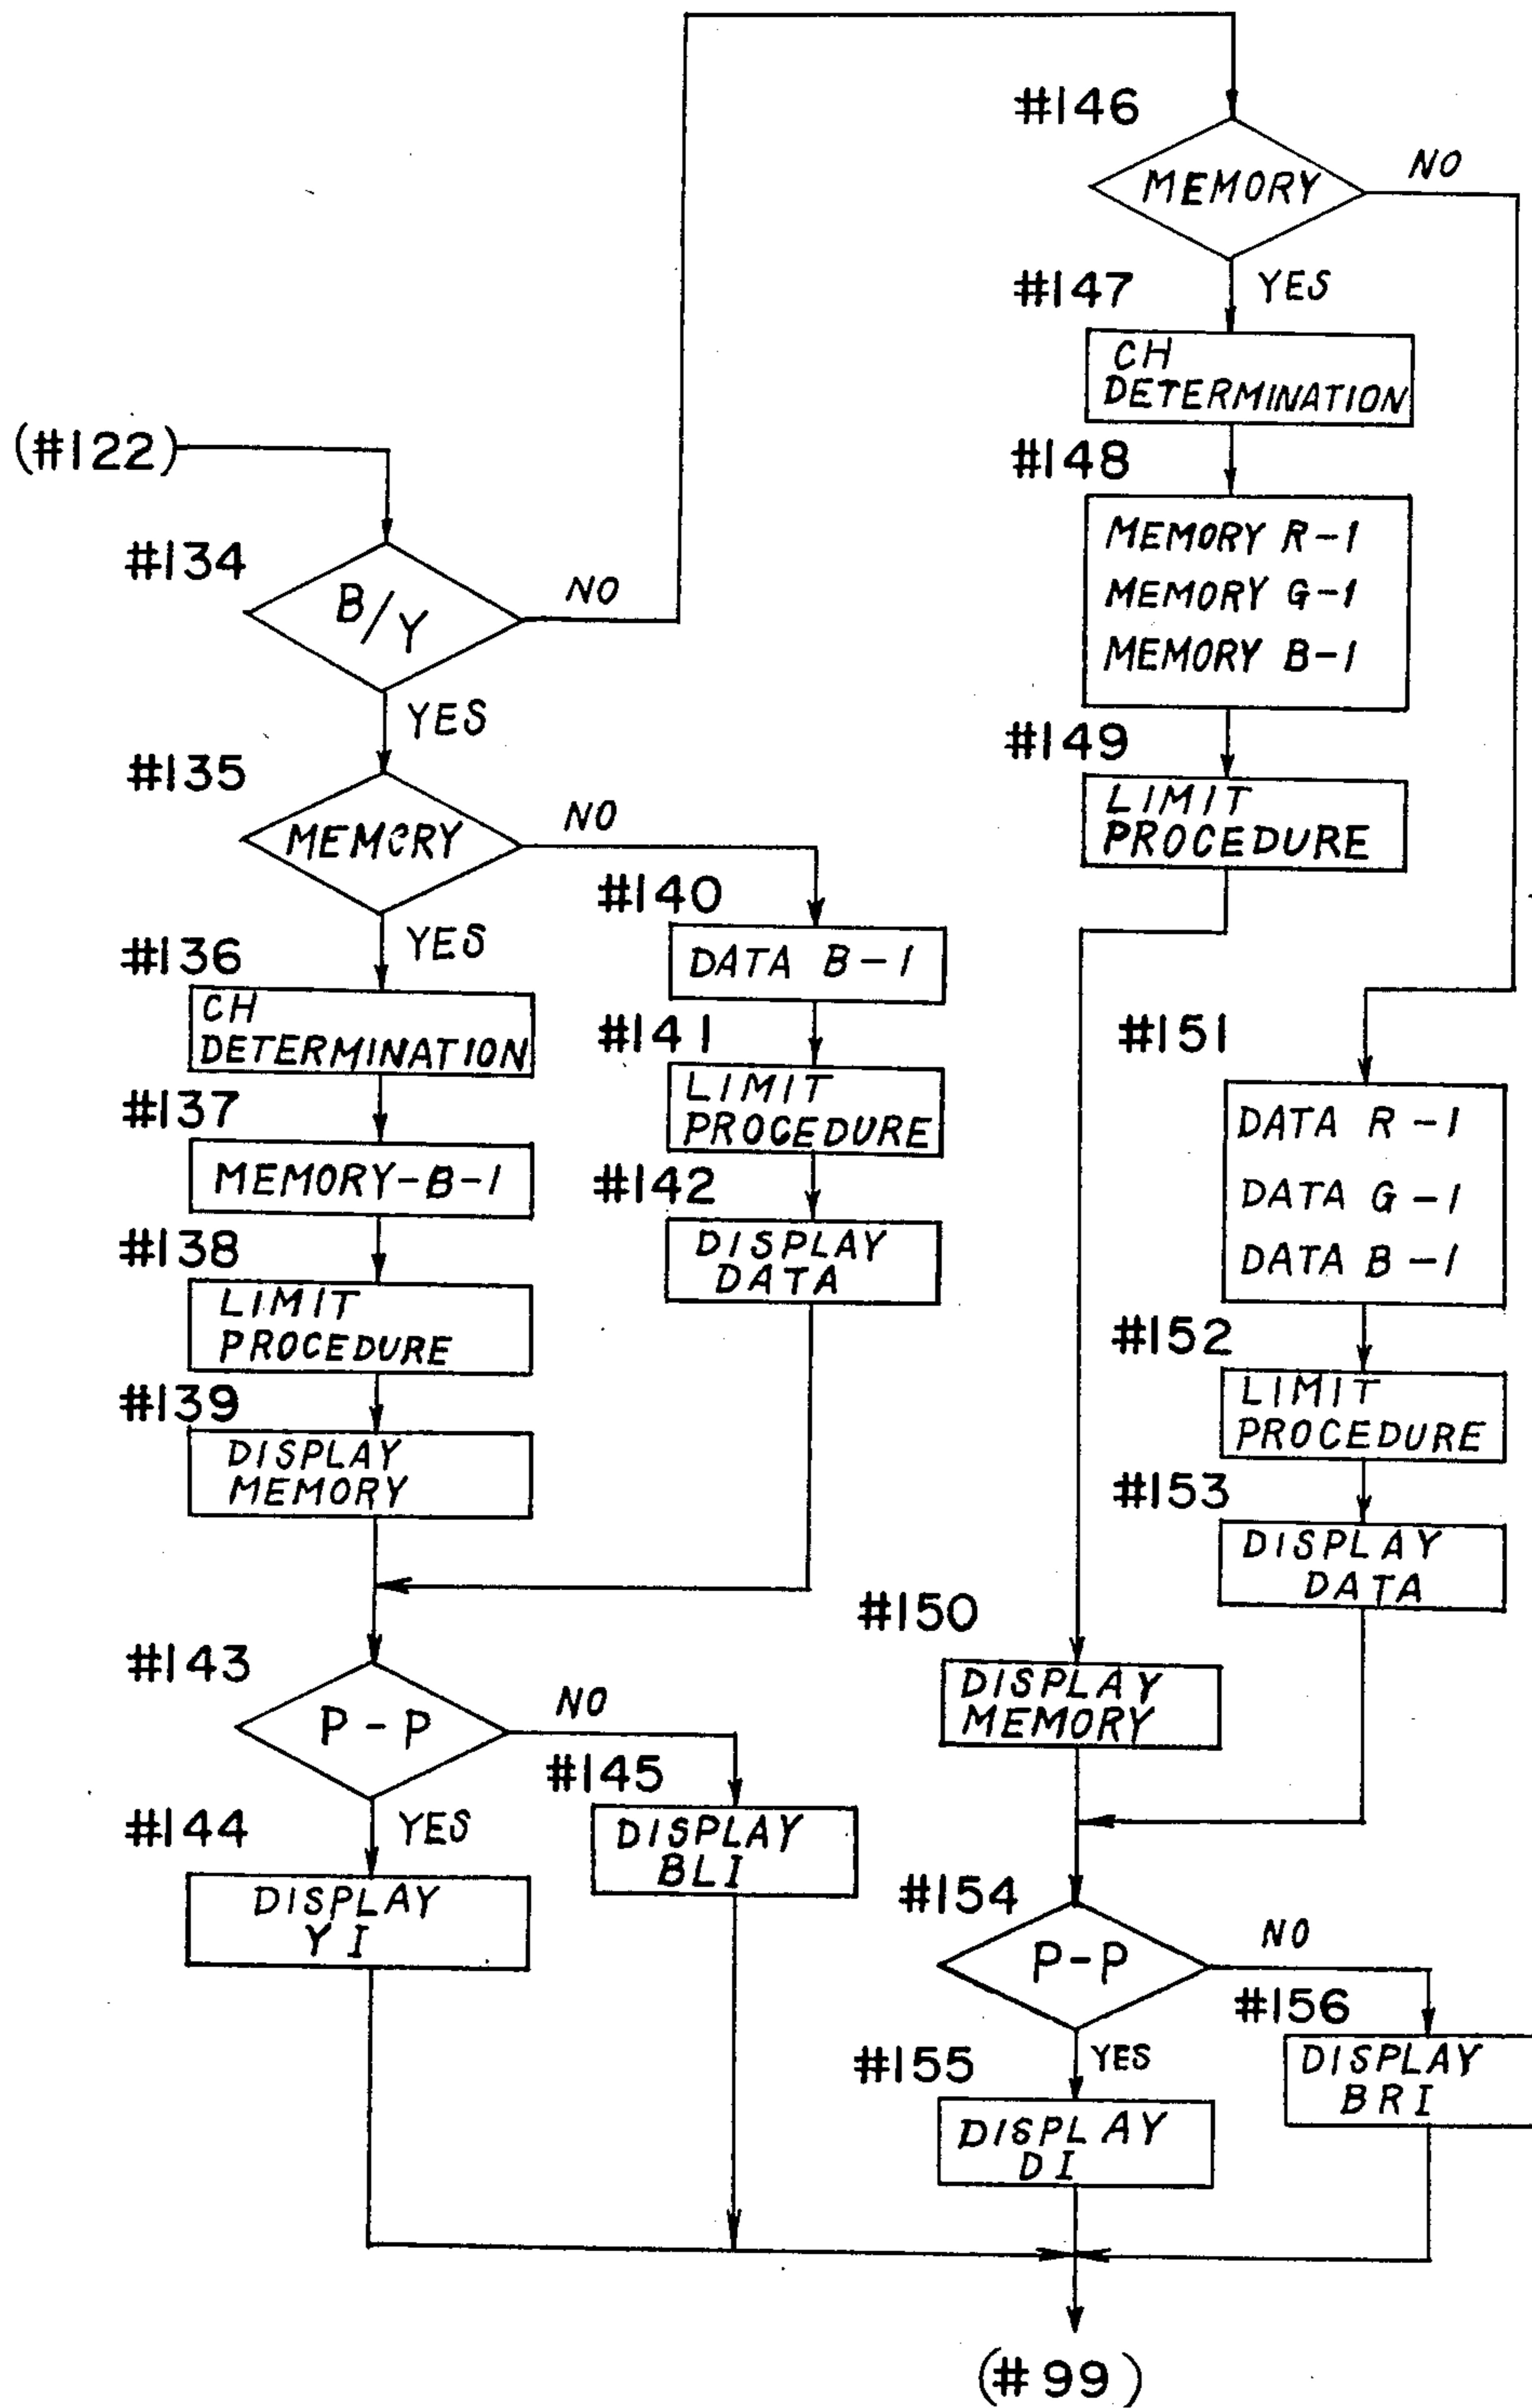 (#122)
#134
B/Y
NO
YES
#135
MEMORY
NO
YES
#136
CH
DETERMINATION
#137
MEMORY-B-1
#138
LIMIT
PROCEDURE
#139
DISPLAY
MEMORY
#140
DATA B-1
#141
LIMIT
PROCEDURE
#142
DISPLAY
DATA
#143
P-P
NO
YES
#144
DISPLAY
YI
#145
DISPLAY
BLI
#146
MEMORY
NO
YES
#147
CH
DETERMINATION
#148
MEMORY R-1
MEMORY G-1
MEMORY B-1
#149
LIMIT
PROCEDURE
#150
DISPLAY
MEMORY
#151
DATA R-1
DATA G-1
DATA B-1
#152
LIMIT
PROCEDURE
#153
DISPLAY
DATA
#154
P-P
NO
YES
#155
DISPLAY
DI
#156
DISPLAY
BRI
(#99)